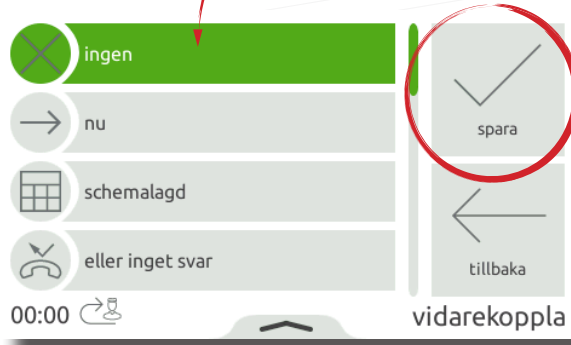 ingen
nu
schemalagd
eller inget svar
spara
tillbaka
00:00
vidarekoppla